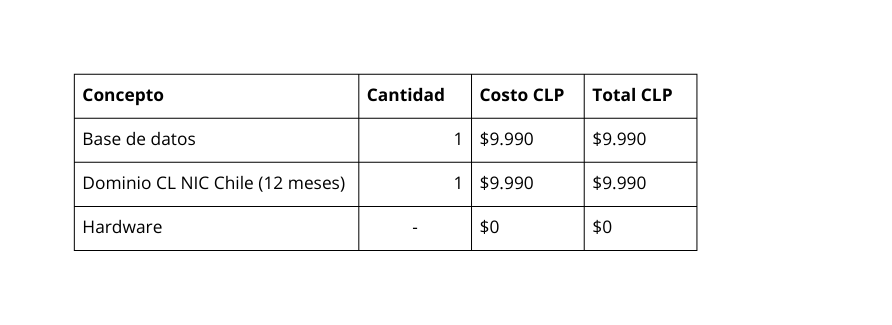 Concepto Cantidad Costo CLP Total CLP
Base de datos 1 $9.990 $9.990
Dominio CL NIC Chile (12 meses) 1 $9.990 $9.990
Hardware - $0 $0